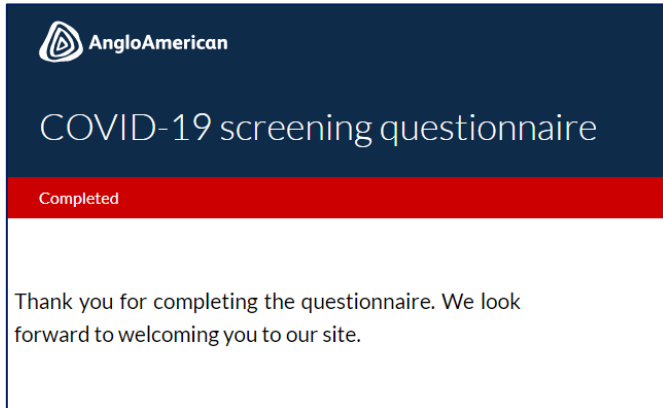 AngloAmerican
COVID-19 screening questionnaire
Completed
Thank you for completing the questionnaire. We look
forward to welcoming you to our site.